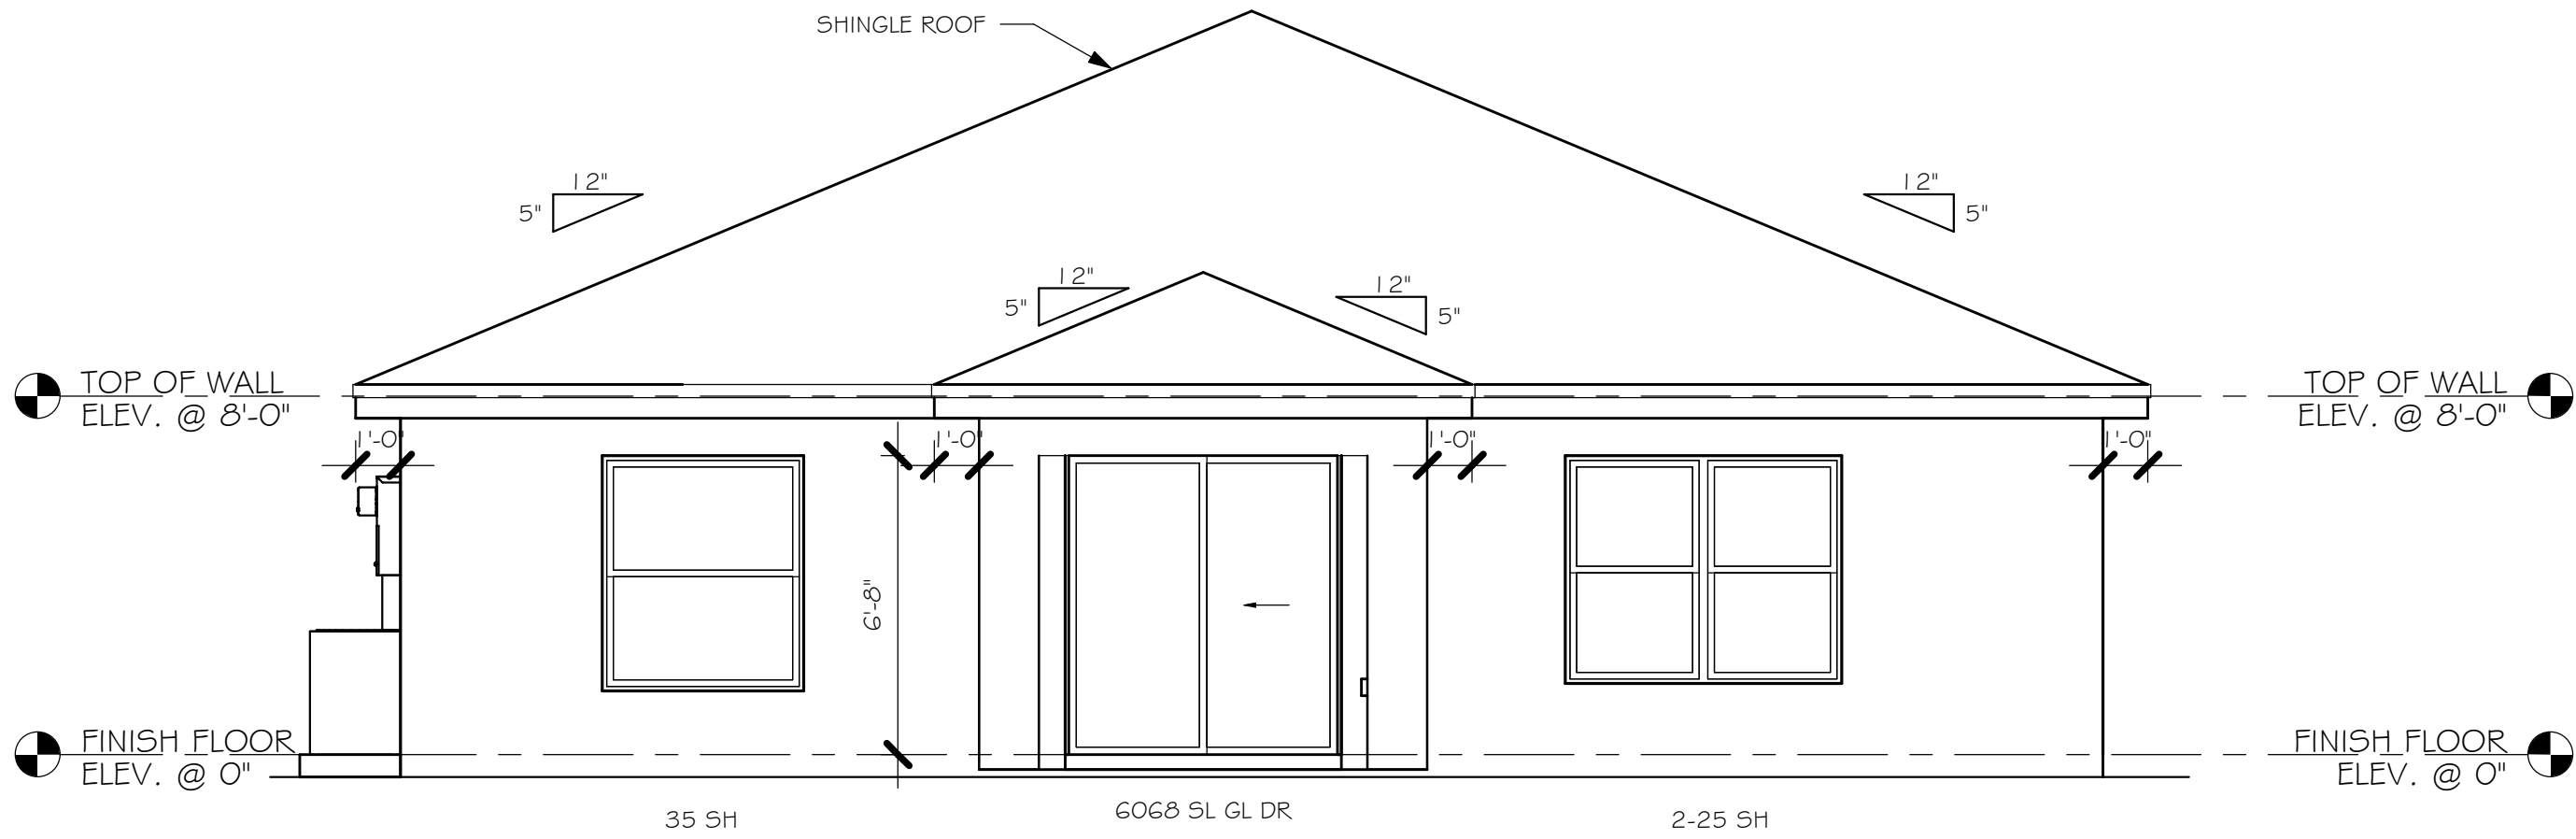 SHINGLE ROOF
12"
5"
12"
5"
12"
5"
12"
5"
TOP OF WALL
ELEV. @ 8'-0"
TOP OF WALL
ELEV. @ 8'-0"
1'-0"
1'-0"
1'-0"
1'-0"
6'-8"
FINISH FLOOR
ELEV. @ 0"
FINISH FLOOR
ELEV. @ 0"
35 SH
6068 SL GL DR
2-25 SH